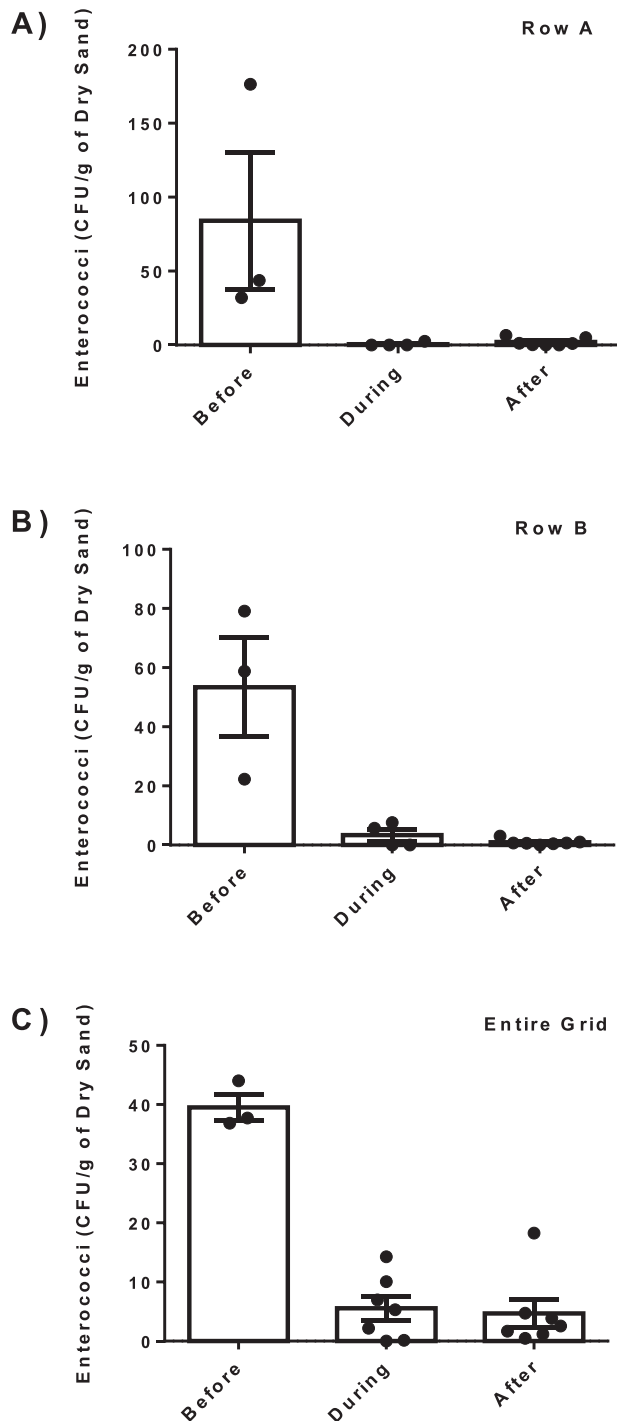 A)
Row A
Enterococci (CFU/g of Dry Sand)
200
150
100
50
0
Before
During
After
B)
Row B
Enterococci (CFU/g of Dry Sand)
100
80
60
40
20
0
Before
During
After
C)
Entire Grid
Enterococci (CFU/g of Dry Sand)
50
40
30
20
10
0
Before
During
After